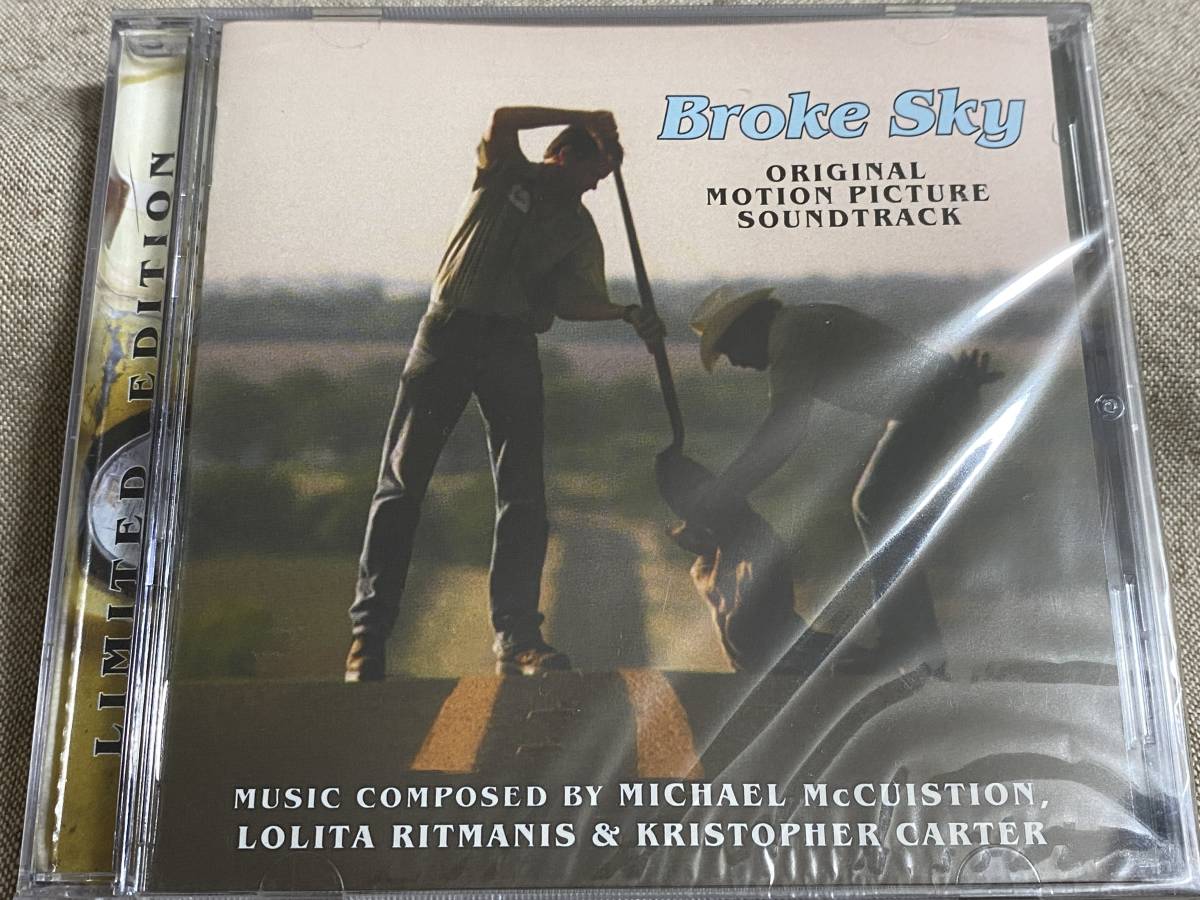 LIMITED EDITION
Broke Sky
ORIGINAL
MOTION PICTURE
SOUNDTRACK
MUSIC COMPOSED BY MICHAEL McCUISTION,
LOLITA RITMANIS & KRISTOPHER CARTER